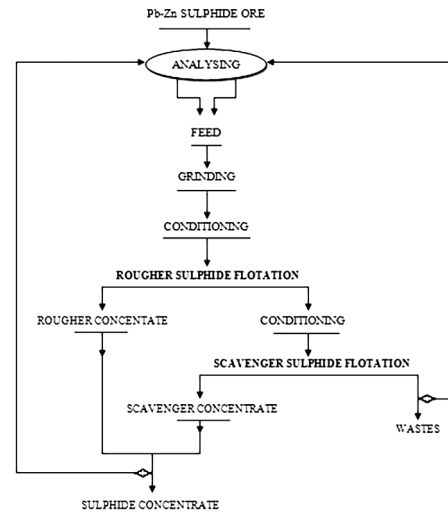 Pb-Zn SULPHIDE ORE
ANALYSING
FEED
GRINDING
CONDITIONING
ROUGHER SULPHIDE FLOTATION
ROUGHER CONCENTATE
CONDITIONING
SCAVENGER SULPHIDE FLOTATION
SCAVENGER CONCENTRATE
WASTES
SULPHIDE CONCENTRATE